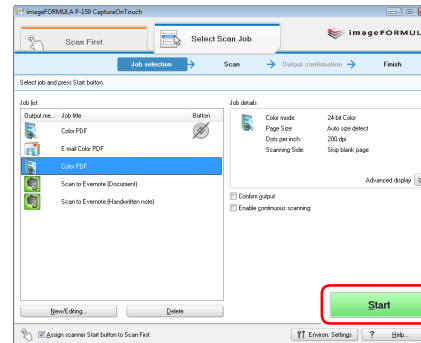 imageFORMULA P-150 CaptureOnTouch
Scan First
Select Scan Job
imageFORMUL
Job selection
Scan
Output confirmation
Finish
Select job and press Start button.
Job list
Output me... Job title Button
Color PDF
E-mail Color PDF
Color PDF
Scan to Evernote (Document)
Scan to Evernote (Handwritten note)
New/Editing...
Delete
Job details
Color mode: 24-bit Color
Page Size: Auto size detect
Dots per inch: 200 dpi
Scanning Side: Skip blank page
Advanced display
Confirm output
Enable continuous scanning
Start
Assign scanner Start button to Scan First
Environ. Settings
? Help...